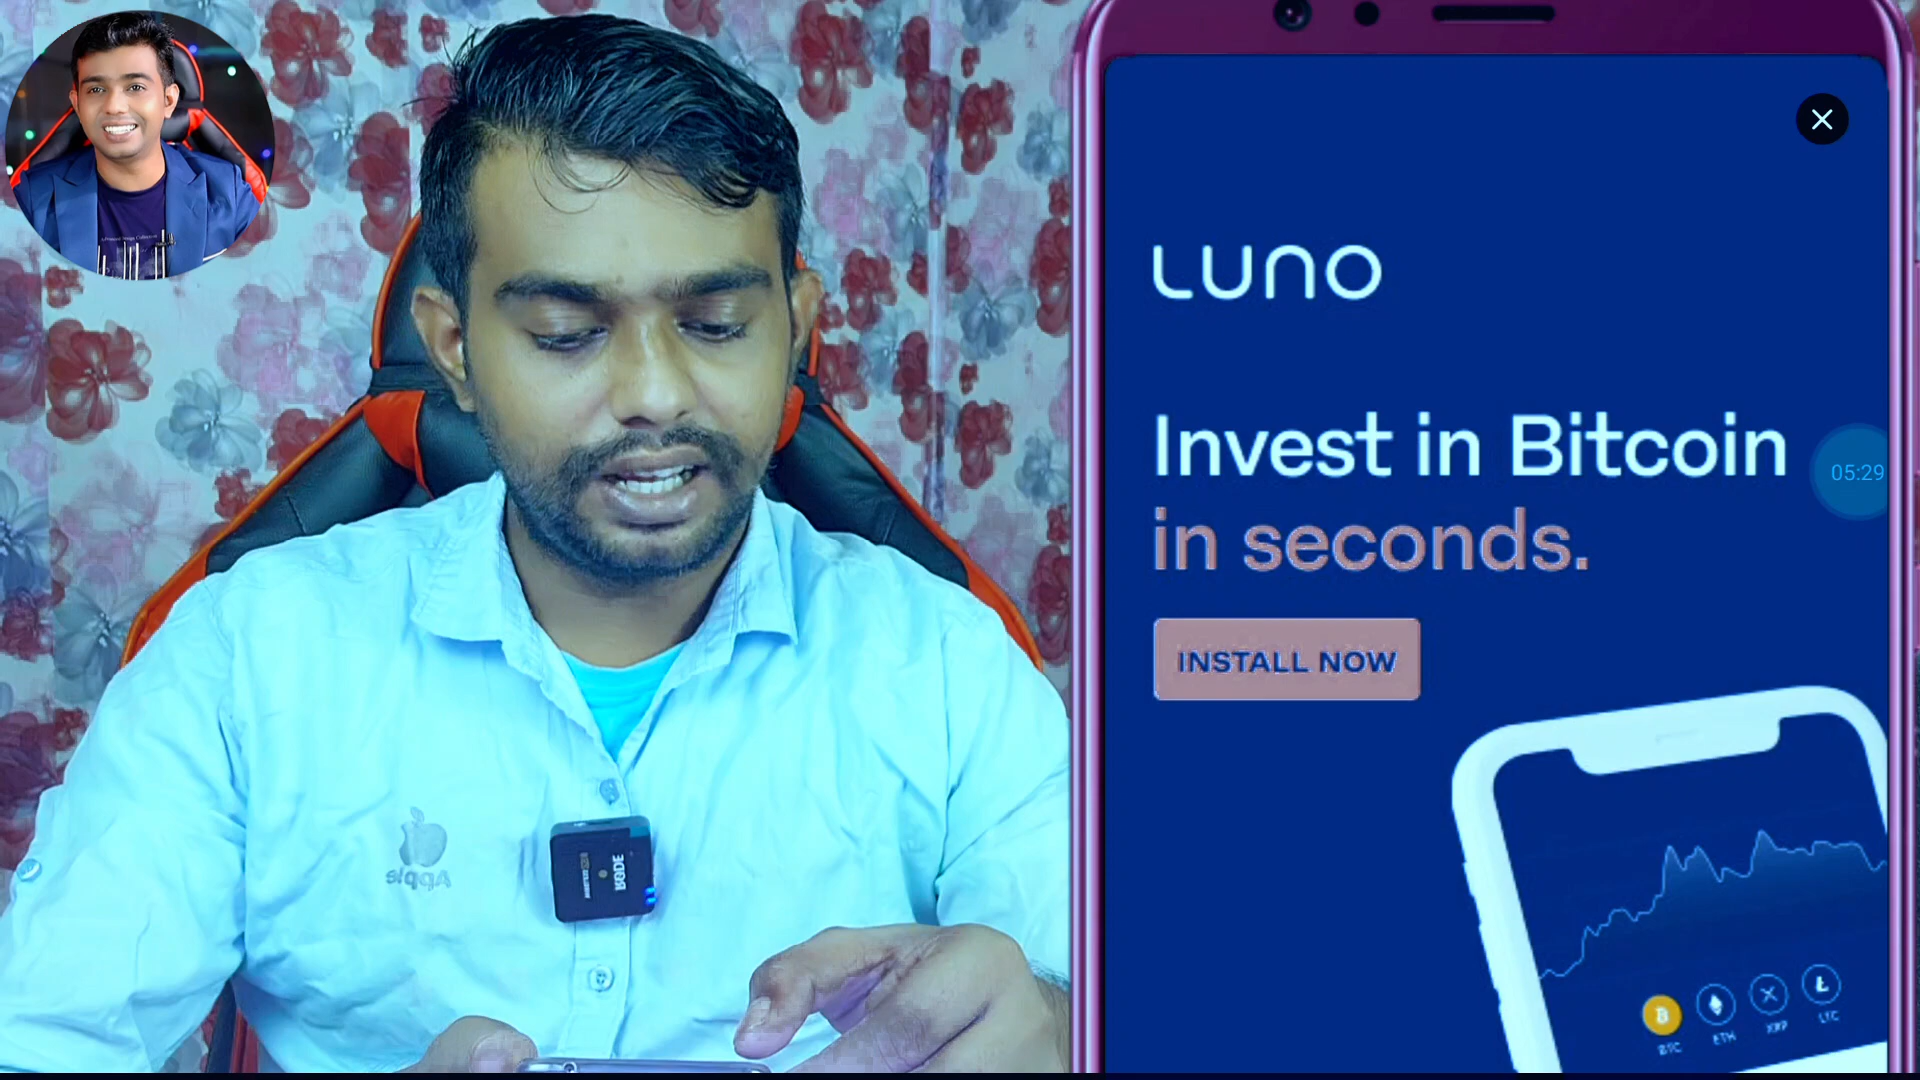 LUNO
Invest in Bitcoin
in seconds.
05:29
INSTALL NOW
Apple
RODE
BTC
ETH
XRP
LTC